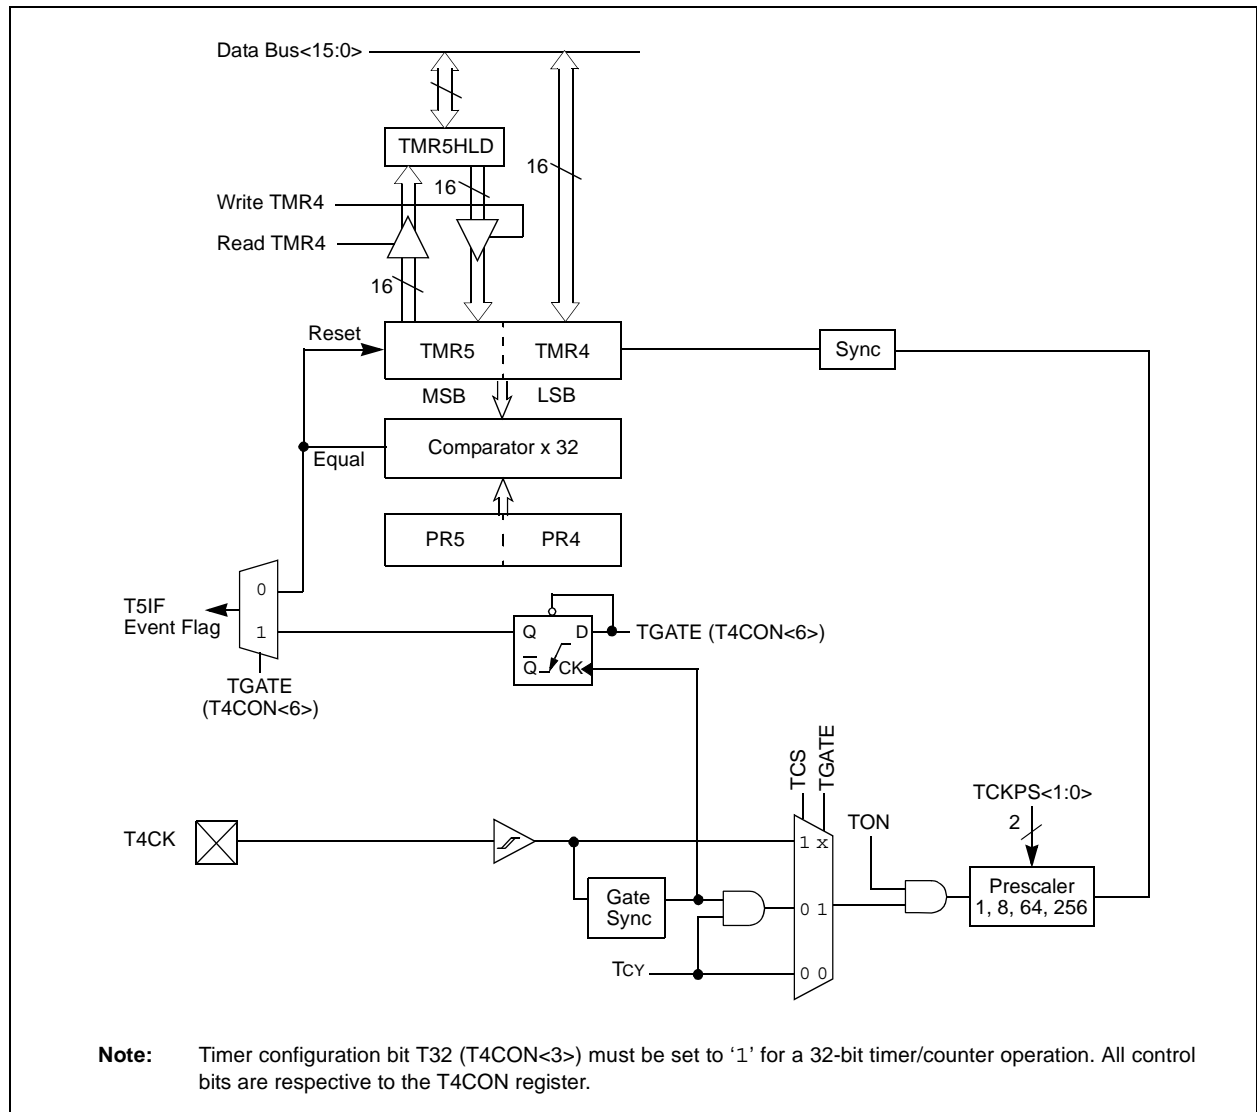 Data Bus<15:0>
TMR5HLD
16
16
Write TMR4
Read TMR4
16
Reset
TMR5
TMR4
Sync
MSB
LSB
Equal
Comparator x 32
PR5
PR4
0
T5IF
Event Flag
1
Q
D
TGATE (T4CON<6>)
Q
CK
TGATE
(T4CON<6>)
TCS
TGATE
TCKPS<1:0>
2
TON
T4CK
1 x
Gate
Sync
0 1
Prescaler
1, 8, 64, 256
TCY
0 0
Note: Timer configuration bit T32 (T4CON<3>) must be set to ‘1’ for a 32-bit timer/counter operation. All control
bits are respective to the T4CON register.